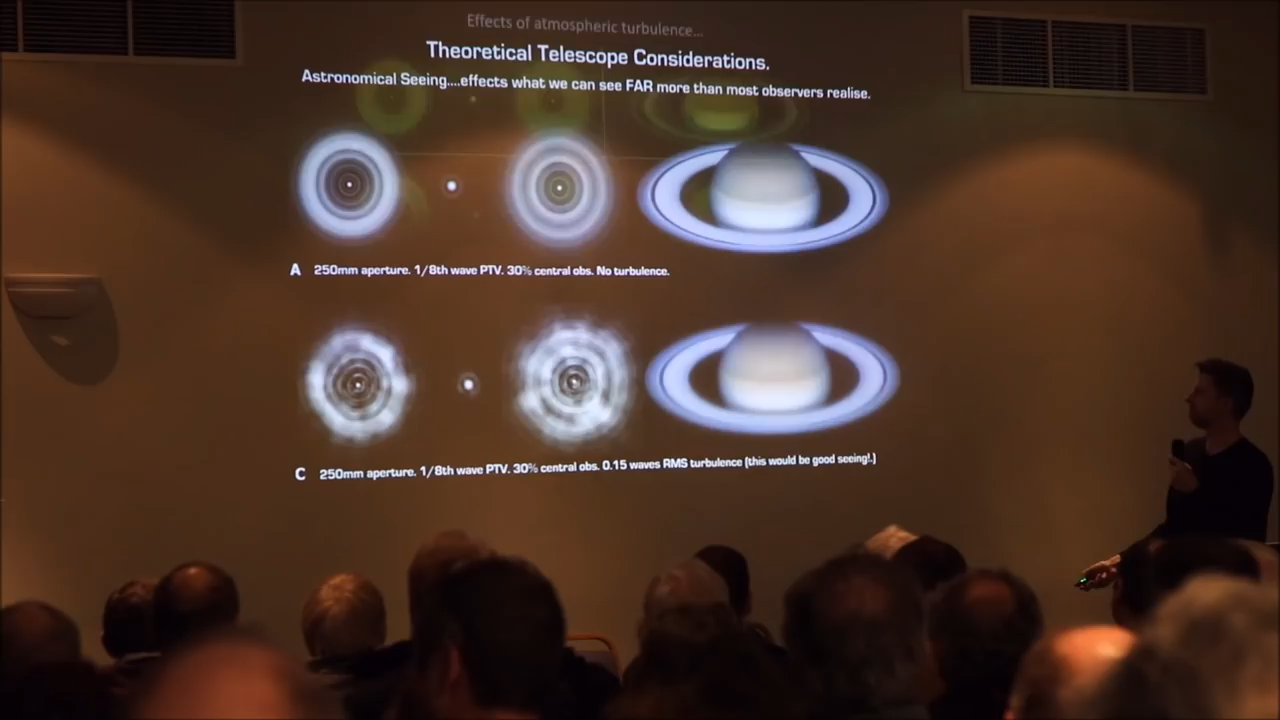 Effects of atmospheric turbulence...
Theoretical Telescope Considerations.
Astronomical Seeing....effects what we can see FAR more than most observers realise.
A 250mm aperture. 1/8th wave PTV. 30% central obs. No turbulence.
C 250mm aperture. 1/8th wave PTV. 30% central obs. 0.15 waves RMS turbulence (this would be good seeing!.)